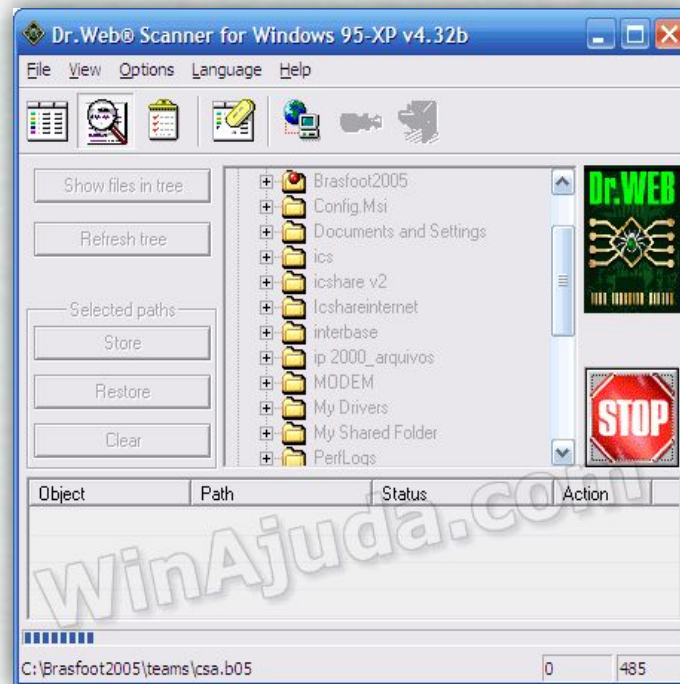 Dr.Web® Scanner for Windows 95-XP v4.32b
File View Options Language Help
Show files in tree
Refresh tree
Selected paths
Store
Restore
Clear
Brasfoot2005
Config.Msi
Documents and Settings
ics
icshare v2
Icshareinternet
interbase
ip 2000_arquivos
MODEM
My Drivers
My Shared Folder
PerfLogs
Dr.WEB
STOP
Object Path Status Action
WinAjuda.com
C:\Brasfoot2005\teams\csa.b05 0 485